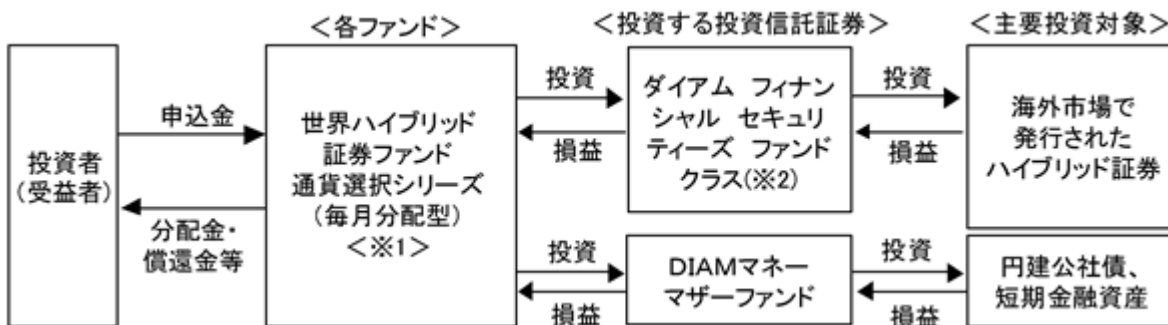 ＜各ファンド＞
＜投資する投資信託証券＞
＜主要投資対象＞
投資者
(受益者)
申込金
分配金・
償還金等
世界ハイブリッド
証券ファンド
通貨選択シリーズ
(毎月分配型)
＜※1＞
投資
損益
ダイアム フィナン
シャル セキュリ
ティーズ ファンド
クラス(※2)
投資
損益
海外市場で
発行された
ハイブリッド証券
投資
損益
DIAMマネー
マザーファンド
投資
損益
円建公社債、
短期金融資産